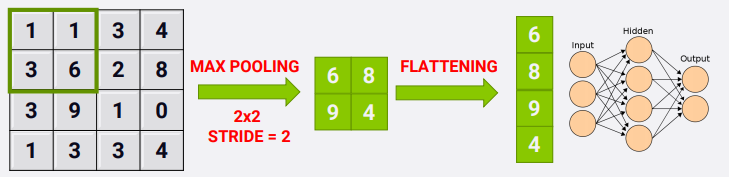 1 1 3 4
3 6 2 8
3 9 1 0
1 3 3 4
MAX POOLING
2x2
STRIDE = 2
6 8
9 4
FLATTENING
6
8
9
4
Input
Hidden
Output